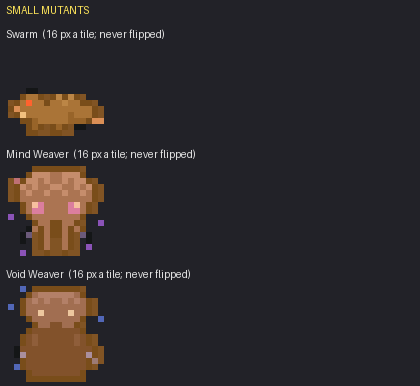 SMALL MUTANTS
Swarm (16 px a tile; never flipped)
Mind Weaver (16 px a tile; never flipped)
Void Weaver (16 px a tile; never flipped)